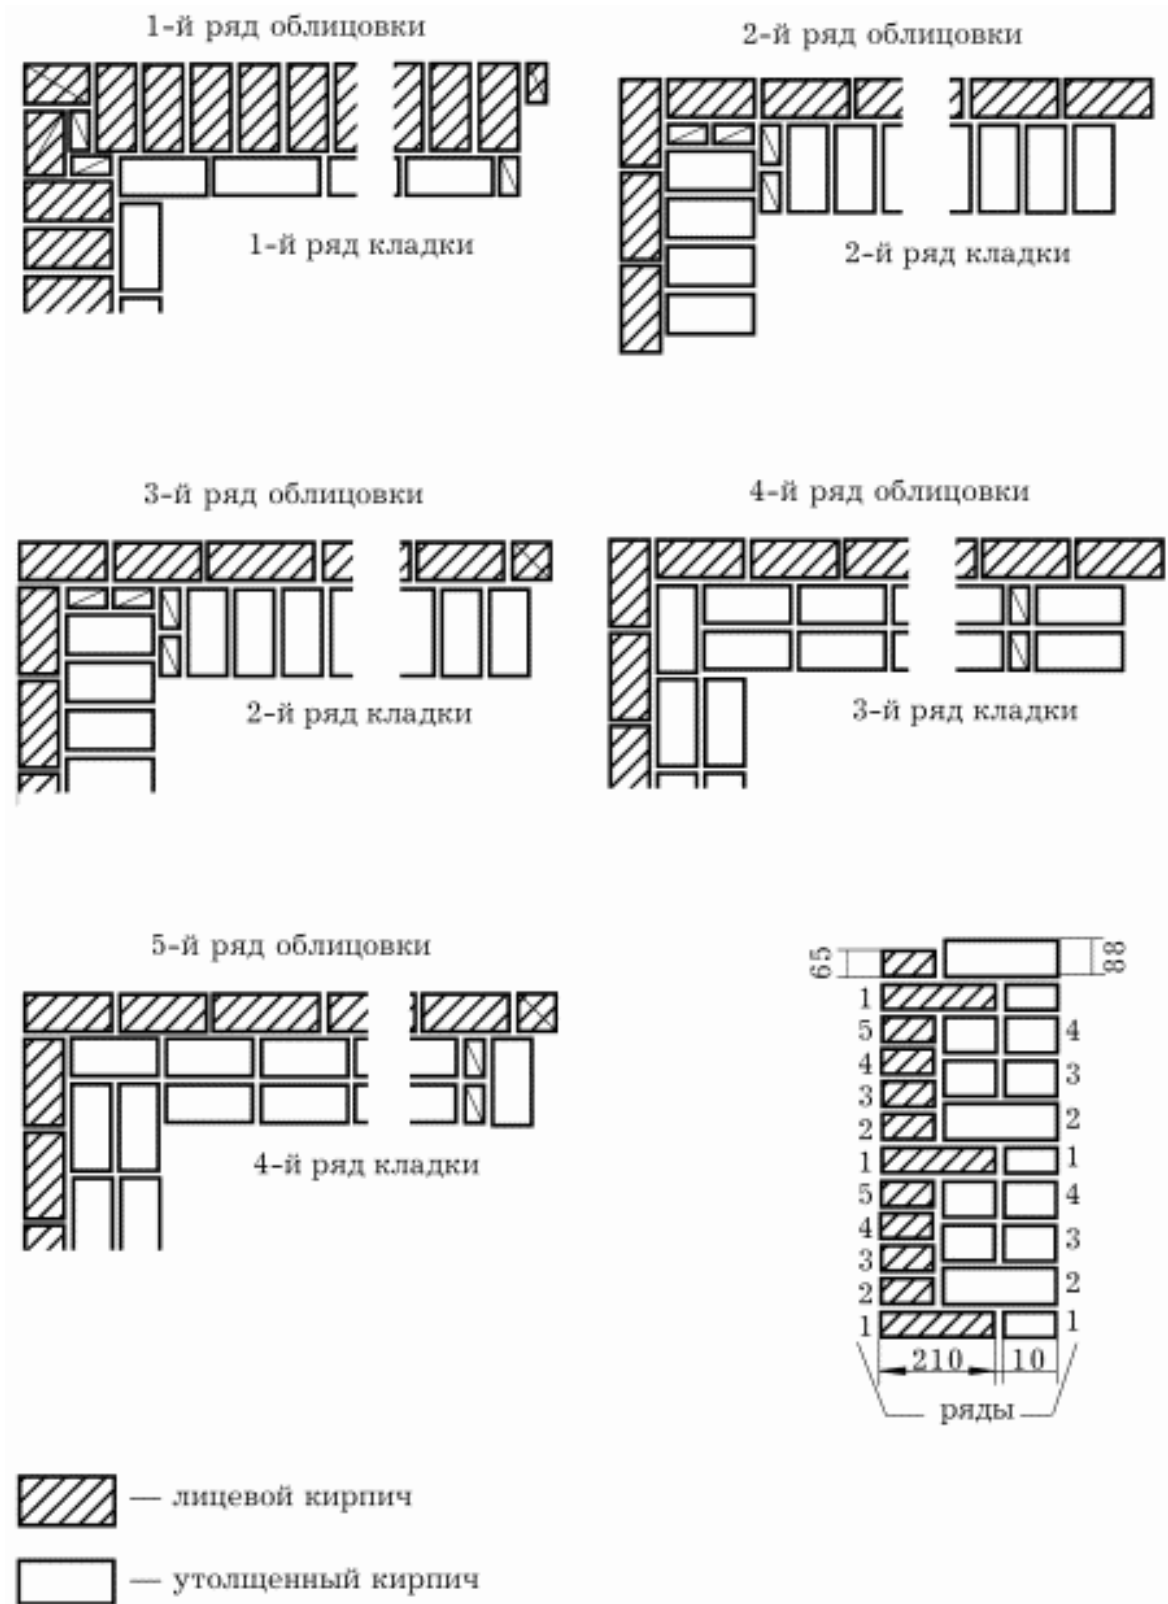 1-й ряд облицовки
2-й ряд облицовки
1-й ряд кладки
2-й ряд кладки
3-й ряд облицовки
4-й ряд облицовки
2-й ряд кладки
3-й ряд кладки
5-й ряд облицовки
4-й ряд кладки
65
88
1
5 4
4
3
3
2 2
1 1
5 4
4
3
3
2 2
1 1
210 10
ряды
— лицевой кирпич
— утолщенный кирпич